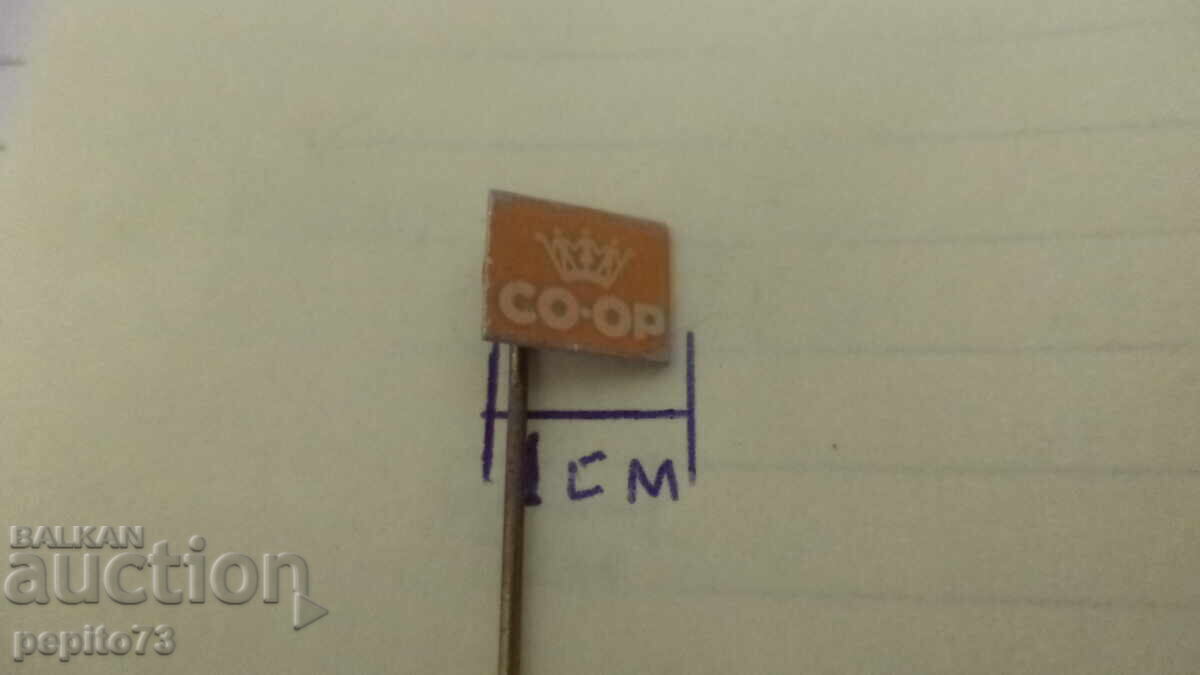 CO-OP
1 CM
BALKAN
auction
pepito73